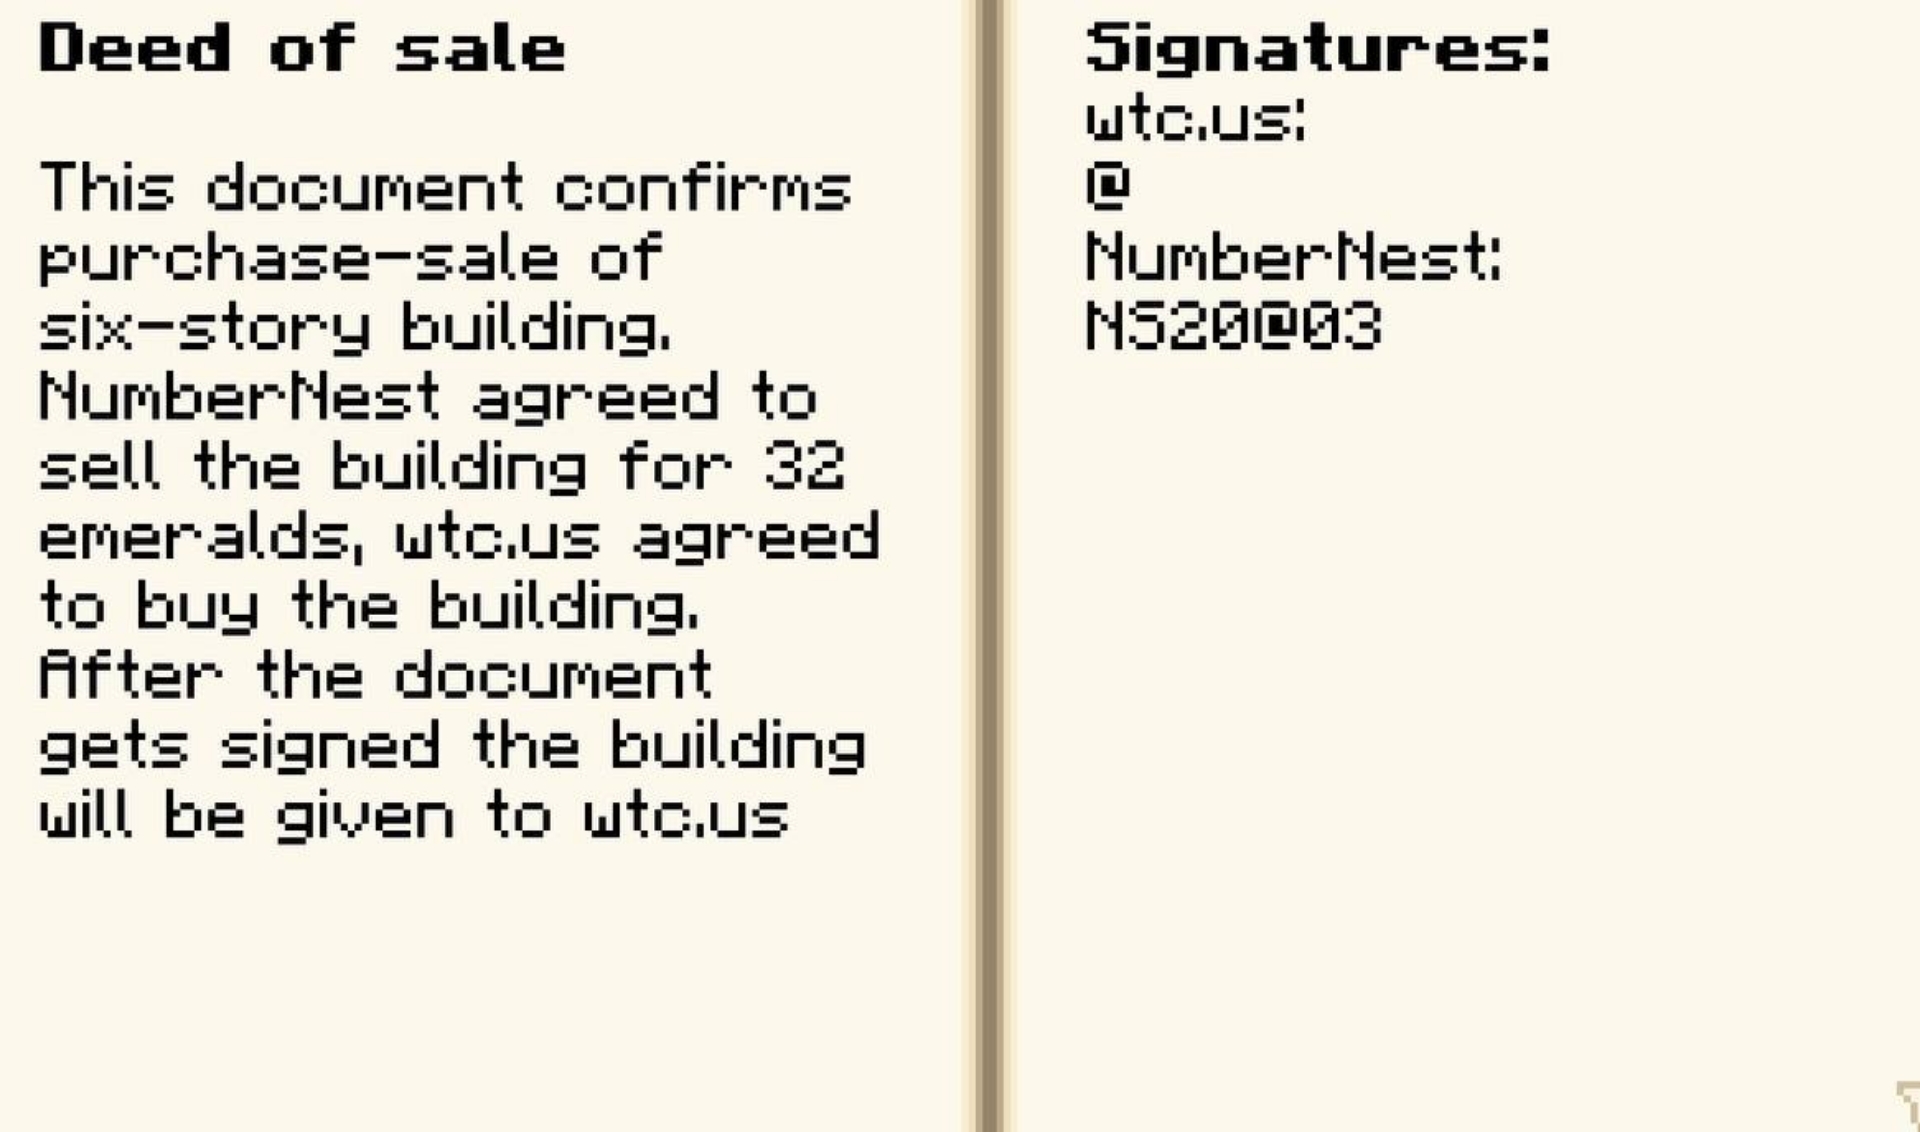 Deed of sale
This document confirms
purchase-sale of
six-story building.
NumberNest agreed to
sell the building for 32
emeralds, wtc.us agreed
to buy the building.
After the document
gets signed the building
will be given to wtc.us
Signatures:
wtc.us:
@
NumberNest:
NS20@03